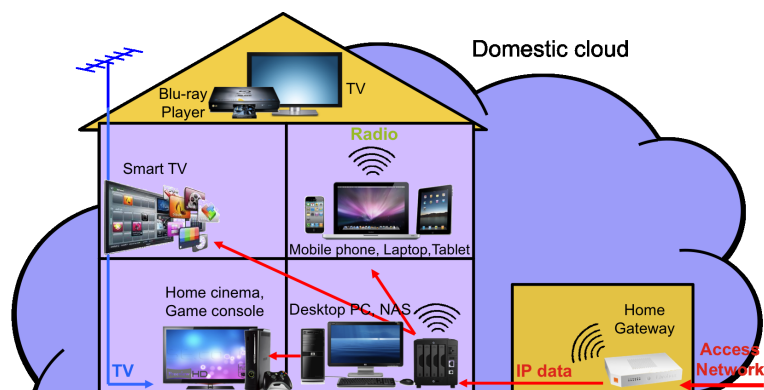 Domestic cloud
Blu-ray
Player
TV
Radio
Smart TV
Mobile phone, Laptop,Tablet
Home cinema,
Game console
Desktop PC, NAS
Home
Gateway
TV
IP data
Access
Network